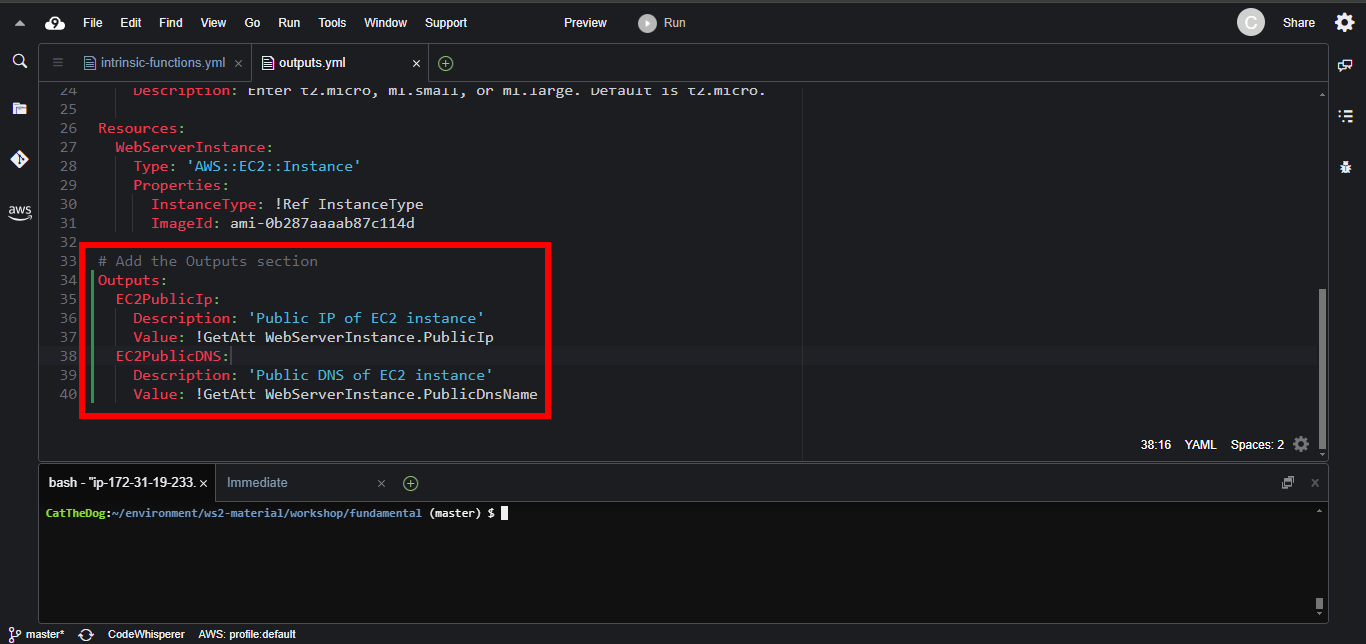 File Edit Find View Go Run Tools Window Support Preview Run C Share
intrinsic-functions.yml outputs.yml
24 Description: Enter t2.micro, m1.small, or m1.large. Default is t2.micro.
25
26 Resources:
27 WebServerInstance:
28 Type: 'AWS::EC2::Instance'
29 Properties:
30 InstanceType: !Ref InstanceType
31 ImageId: ami-0b287aaaab87c114d
32
33 # Add the Outputs section
34 Outputs:
35 EC2PublicIp:
36 Description: 'Public IP of EC2 instance'
37 Value: !GetAtt WebServerInstance.PublicIp
38 EC2PublicDNS:
39 Description: 'Public DNS of EC2 instance'
40 Value: !GetAtt WebServerInstance.PublicDnsName
aws
38:16 YAML Spaces: 2
bash - "ip-172-31-19-233. Immediate
CatTheDog:~/environment/ws2-material/workshop/fundamental (master) $
master* CodeWhisperer AWS: profile:default